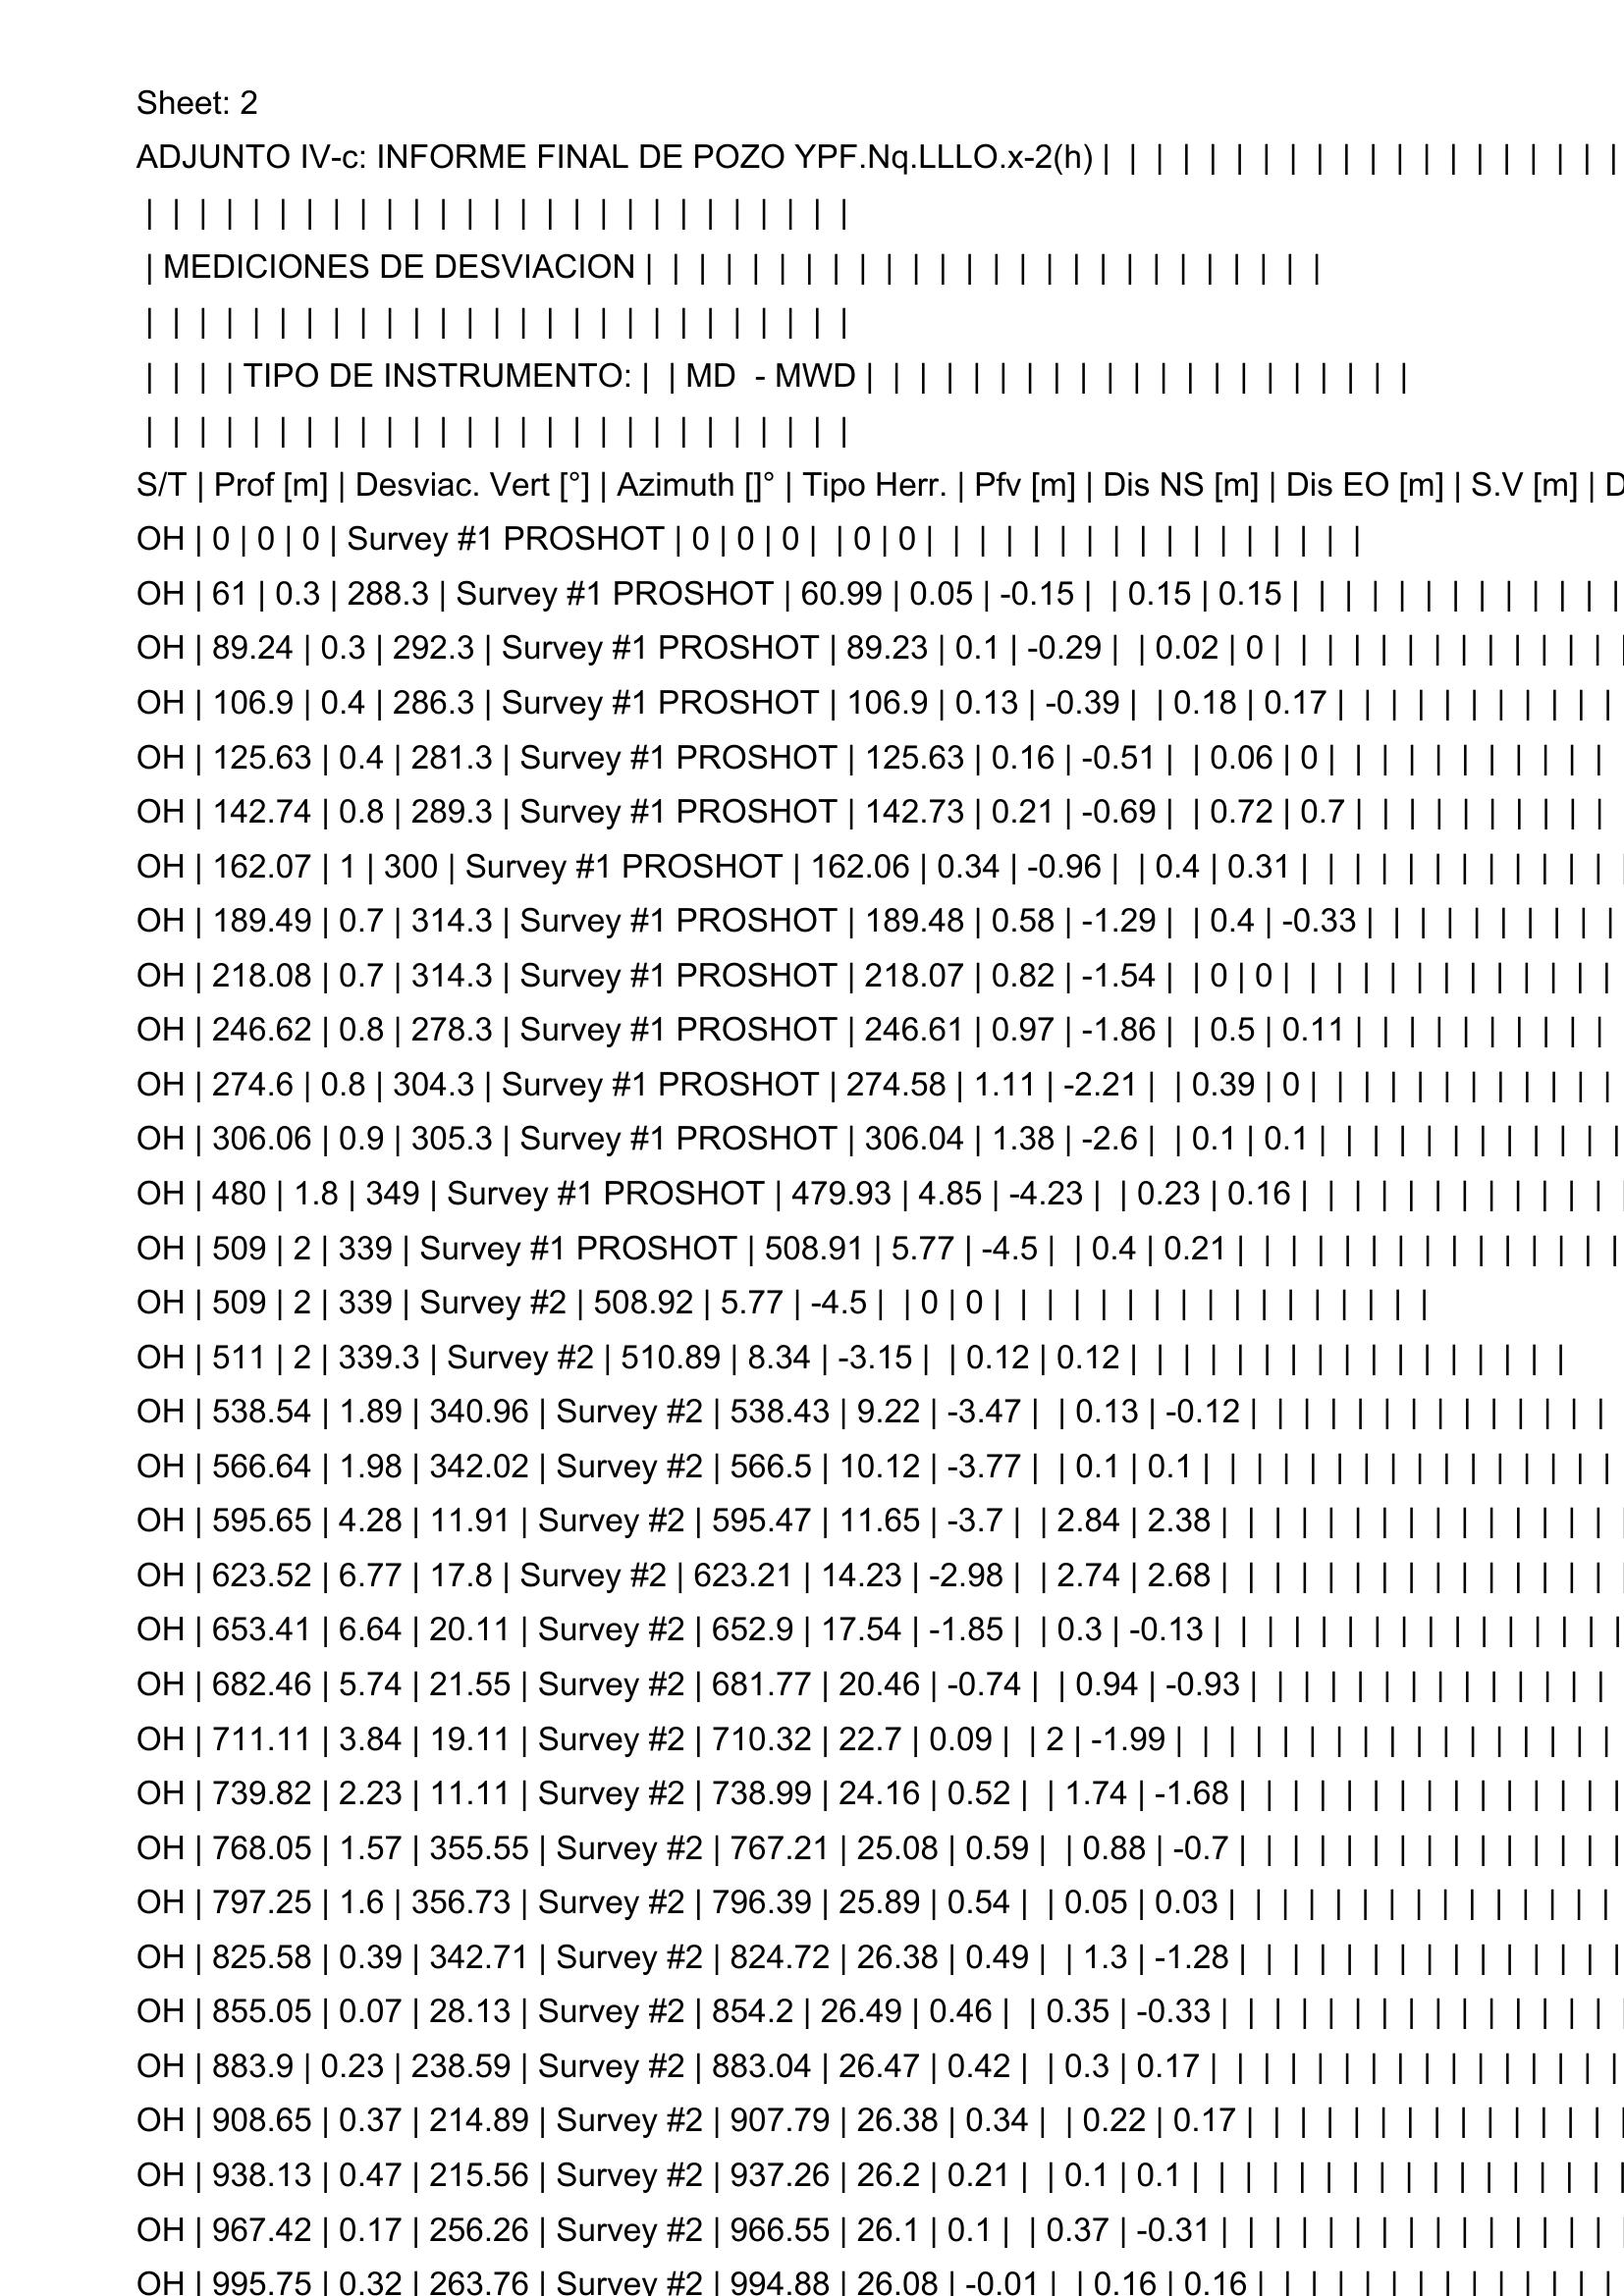 Sheet: 2
ADJUNTO IV-c: INFORME FINAL DE POZO YPF.Nq.LLLO.x-2(h) | | | | | | | | | | | | | | | | | | | |
| | | | | | | | | | | | | | | | | | | | | | | | | | |
| MEDICIONES DE DESVIACION | | | | | | | | | | | | | | | | | | | | | | | | | |
| | | | | | | | | | | | | | | | | | | | | | | | | | |
| | | | TIPO DE INSTRUMENTO: | | MD  - MWD | | | | | | | | | | | | | | | | | | | | |
| | | | | | | | | | | | | | | | | | | | | | | | | | |
S/T | Prof [m] | Desviac. Vert [°] | Azimuth []° | Tipo Herr. | Pfv [m] | Dis NS [m] | Dis EO [m] | S.V [m] | D
OH | 0 | 0 | 0 | Survey #1 PROSHOT | 0 | 0 | 0 | | 0 | 0 | | | | | | | | | | | | | | | | |
OH | 61 | 0.3 | 288.3 | Survey #1 PROSHOT | 60.99 | 0.05 | -0.15 | | 0.15 | 0.15 | | | | | | | | | | | | |
OH | 89.24 | 0.3 | 292.3 | Survey #1 PROSHOT | 89.23 | 0.1 | -0.29 | | 0.02 | 0 | | | | | | | | | | | | | |
OH | 106.9 | 0.4 | 286.3 | Survey #1 PROSHOT | 106.9 | 0.13 | -0.39 | | 0.18 | 0.17 | | | | | | | | | | |
OH | 125.63 | 0.4 | 281.3 | Survey #1 PROSHOT | 125.63 | 0.16 | -0.51 | | 0.06 | 0 | | | | | | | | | | |
OH | 142.74 | 0.8 | 289.3 | Survey #1 PROSHOT | 142.73 | 0.21 | -0.69 | | 0.72 | 0.7 | | | | | | | | | |
OH | 162.07 | 1 | 300 | Survey #1 PROSHOT | 162.06 | 0.34 | -0.96 | | 0.4 | 0.31 | | | | | | | | | | | | |
OH | 189.49 | 0.7 | 314.3 | Survey #1 PROSHOT | 189.48 | 0.58 | -1.29 | | 0.4 | -0.33 | | | | | | | | | |
OH | 218.08 | 0.7 | 314.3 | Survey #1 PROSHOT | 218.07 | 0.82 | -1.54 | | 0 | 0 | | | | | | | | | | | | |
OH | 246.62 | 0.8 | 278.3 | Survey #1 PROSHOT | 246.61 | 0.97 | -1.86 | | 0.5 | 0.11 | | | | | | | | | |
OH | 274.6 | 0.8 | 304.3 | Survey #1 PROSHOT | 274.58 | 1.11 | -2.21 | | 0.39 | 0 | | | | | | | | | | | |
OH | 306.06 | 0.9 | 305.3 | Survey #1 PROSHOT | 306.04 | 1.38 | -2.6 | | 0.1 | 0.1 | | | | | | | | | | | |
OH | 480 | 1.8 | 349 | Survey #1 PROSHOT | 479.93 | 4.85 | -4.23 | | 0.23 | 0.16 | | | | | | | | | | | | |
OH | 509 | 2 | 339 | Survey #1 PROSHOT | 508.91 | 5.77 | -4.5 | | 0.4 | 0.21 | | | | | | | | | | | | | | |
OH | 509 | 2 | 339 | Survey #2 | 508.92 | 5.77 | -4.5 | | 0 | 0 | | | | | | | | | | | | | | | | |
OH | 511 | 2 | 339.3 | Survey #2 | 510.89 | 8.34 | -3.15 | | 0.12 | 0.12 | | | | | | | | | | | | | | | | |
OH | 538.54 | 1.89 | 340.96 | Survey #2 | 538.43 | 9.22 | -3.47 | | 0.13 | -0.12 | | | | | | | | | | | | | |
OH | 566.64 | 1.98 | 342.02 | Survey #2 | 566.5 | 10.12 | -3.77 | | 0.1 | 0.1 | | | | | | | | | | | | | | | |
OH | 595.65 | 4.28 | 11.91 | Survey #2 | 595.47 | 11.65 | -3.7 | | 2.84 | 2.38 | | | | | | | | | | | | | | |
OH | 623.52 | 6.77 | 17.8 | Survey #2 | 623.21 | 14.23 | -2.98 | | 2.74 | 2.68 | | | | | | | | | | | | | | |
OH | 653.41 | 6.64 | 20.11 | Survey #2 | 652.9 | 17.54 | -1.85 | | 0.3 | -0.13 | | | | | | | | | | | | | | |
OH | 682.46 | 5.74 | 21.55 | Survey #2 | 681.77 | 20.46 | -0.74 | | 0.94 | -0.93 | | | | | | | | | | | | | |
OH | 711.11 | 3.84 | 19.11 | Survey #2 | 710.32 | 22.7 | 0.09 | | 2 | -1.99 | | | | | | | | | | | | | | | |
OH | 739.82 | 2.23 | 11.11 | Survey #2 | 738.99 | 24.16 | 0.52 | | 1.74 | -1.68 | | | | | | | | | | | | | |
OH | 768.05 | 1.57 | 355.55 | Survey #2 | 767.21 | 25.08 | 0.59 | | 0.88 | -0.7 | | | | | | | | | | | | | |
OH | 797.25 | 1.6 | 356.73 | Survey #2 | 796.39 | 25.89 | 0.54 | | 0.05 | 0.03 | | | | | | | | | | | | | | |
OH | 825.58 | 0.39 | 342.71 | Survey #2 | 824.72 | 26.38 | 0.49 | | 1.3 | -1.28 | | | | | | | | | | | | | |
OH | 855.05 | 0.07 | 28.13 | Survey #2 | 854.2 | 26.49 | 0.46 | | 0.35 | -0.33 | | | | | | | | | | | | | | |
OH | 883.9 | 0.23 | 238.59 | Survey #2 | 883.04 | 26.47 | 0.42 | | 0.3 | 0.17 | | | | | | | | | | | | | | |
OH | 908.65 | 0.37 | 214.89 | Survey #2 | 907.79 | 26.38 | 0.34 | | 0.22 | 0.17 | | | | | | | | | | | | | |
OH | 938.13 | 0.47 | 215.56 | Survey #2 | 937.26 | 26.2 | 0.21 | | 0.1 | 0.1 | | | | | | | | | | | | | | | |
OH | 967.42 | 0.17 | 256.26 | Survey #2 | 966.55 | 26.1 | 0.1 | | 0.37 | -0.31 | | | | | | | | | | | | | | |
OH | 995.75 | 0.32 | 263.76 | Survey #2 | 994.88 | 26.08 | -0.01 | | 0.16 | 0.16 | | | | | | | | | | | | | |